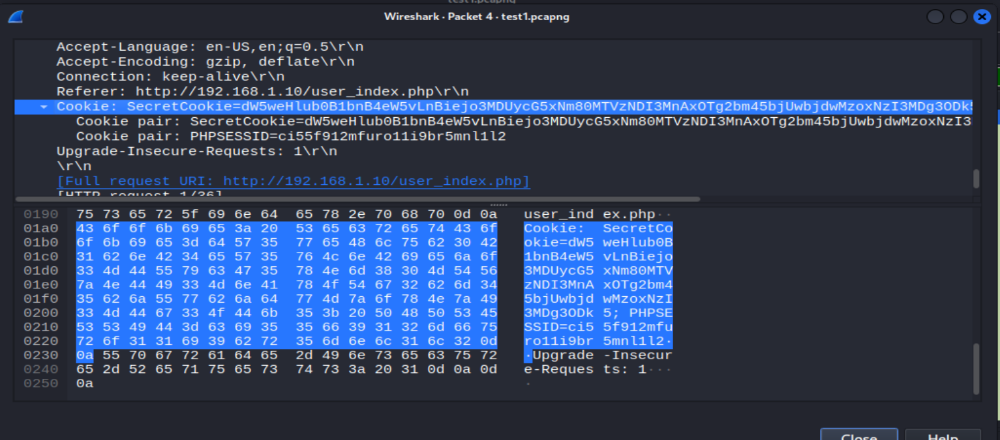 Wireshark · Packet 4 · test1.pcapng
Accept-Language: en-US,en;q=0.5\r\n
Accept-Encoding: gzip, deflate\r\n
Connection: keep-alive\r\n
Referer: http://192.168.1.10/user_index.php\r\n
Cookie: SecretCookie=dW5weHlub0B1bnB4eW5vLnBiejo3MDUycG5xNm80MTVzNDI3MnAxOTg2bm45bjUwbjdwMzoxNzI3MDg3ODk5
Cookie pair: SecretCookie=dW5weHlub0B1bnB4eW5vLnBiejo3MDUycG5xNm80MTVzNDI3MnAxOTg2bm45bjUwbjdwMzoxNzI3
Cookie pair: PHPSESSID=ci55f912mfuro11i9br5mnl1l2
Upgrade-Insecure-Requests: 1\r\n
\r\n
[Full request URI: http://192.168.1.10/user_index.php]
[HTTP request 1/36]
0190 75 73 65 72 5f 69 6e 64 65 78 2e 70 68 70 0d 0a user_ind ex.php··
01a0 43 6f 6f 6b 69 65 3a 20 53 65 63 72 65 74 43 6f Cookie: SecretCo
01b0 6f 6b 69 65 3d 64 57 35 77 65 48 6c 75 62 30 42 okie=dW5 weHlub0B
01c0 31 62 6e 42 34 65 57 35 76 4c 6e 42 69 65 6a 6f 1bnB4eW5 vLnBiejo
01d0 33 4d 44 55 79 63 47 35 78 4e 6d 38 30 4d 54 56 3MDUycG5 xNm80MTV
01e0 7a 4e 44 49 33 4d 6e 41 78 4f 54 67 32 62 6d 34 zNDI3MnA xOTg2bm4
01f0 35 62 6a 55 77 62 6a 64 77 4d 7a 6f 78 4e 7a 49 5bjUwbjd wMzoxNzI
0200 33 4d 44 67 33 4f 44 6b 35 3b 20 50 48 50 53 45 3MDg3ODk 5; PHPSE
0210 53 53 49 44 3d 63 69 35 35 66 39 31 32 6d 66 75 SSID=ci5 5f912mfu
0220 72 6f 31 31 69 39 62 72 35 6d 6e 6c 31 6c 32 0d ro11i9br 5mnl1l2·
0230 0a 55 70 67 72 61 64 65 2d 49 6e 73 65 63 75 72 ·Upgrade -Insecur
0240 65 2d 52 65 71 75 65 73 74 73 3a 20 31 0d 0a 0d e-Reques ts: 1···
0250 0a ·
Close Help